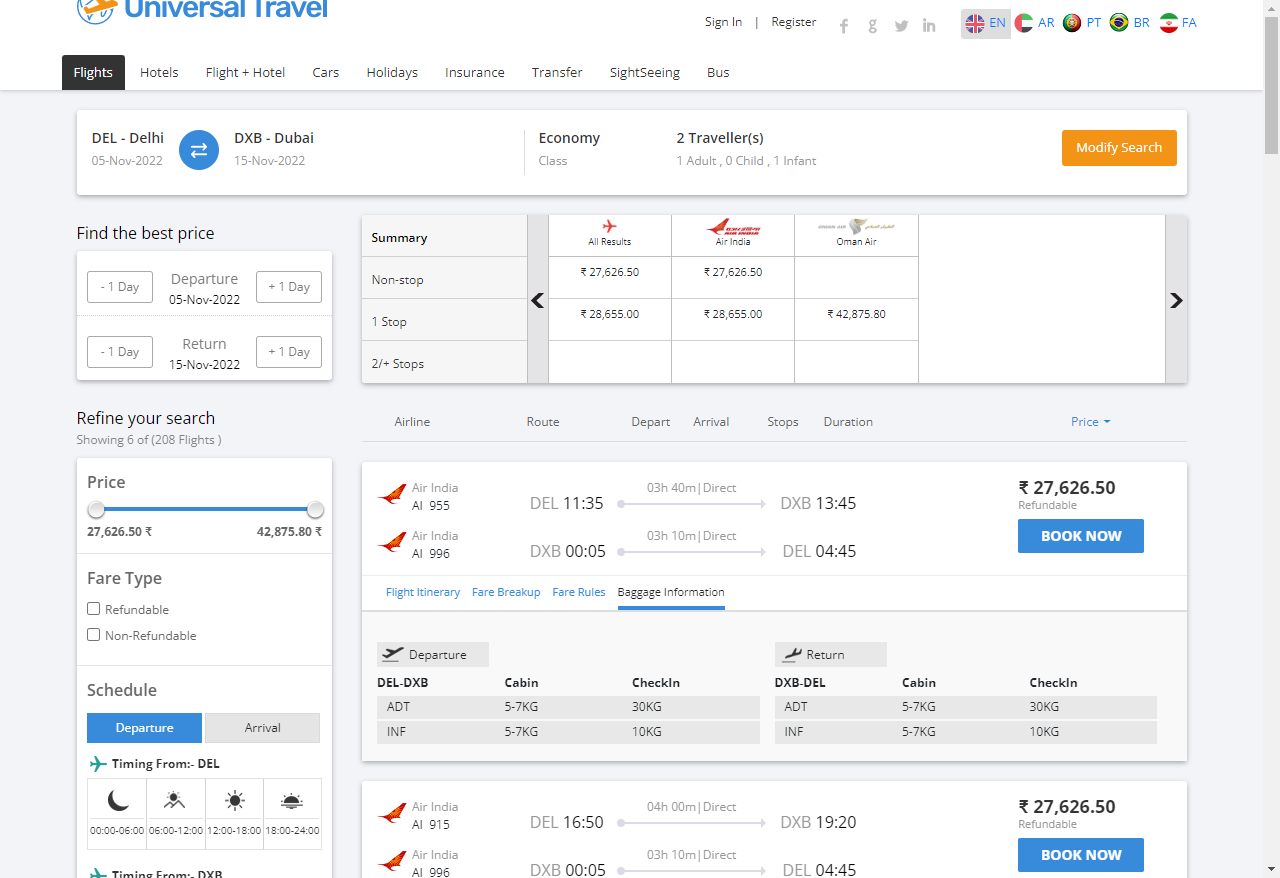 Universal Travel
Sign In | Register
EN AR PT BR FA
Flights Hotels Flight + Hotel Cars Holidays Insurance Transfer SightSeeing Bus
DEL - Delhi DXB - Dubai Economy 2 Traveller(s) Modify Search
05-Nov-2022 15-Nov-2022 Class 1 Adult , 0 Child , 1 Infant
Find the best price
- 1 Day Departure + 1 Day
05-Nov-2022
- 1 Day Return + 1 Day
15-Nov-2022
Summary All Results Air India Oman Air
Non-stop ₹ 27,626.50 ₹ 27,626.50
1 Stop ₹ 28,655.00 ₹ 28,655.00 ₹ 42,875.80
2/+ Stops
Refine your search
Showing 6 of (208 Flights )
Price
27,626.50 ₹ 42,875.80 ₹
Fare Type
Refundable
Non-Refundable
Schedule
Departure Arrival
Timing From:- DEL
00:00-06:00 06:00-12:00 12:00-18:00 18:00-24:00
Timing From:- DXB
Airline Route Depart Arrival Stops Duration Price
Air India 03h 40m|Direct ₹ 27,626.50
AI 955 DEL 11:35 DXB 13:45 Refundable
Air India 03h 10m|Direct BOOK NOW
AI 996 DXB 00:05 DEL 04:45
Flight Itinerary Fare Breakup Fare Rules Baggage Information
Departure
DEL-DXB Cabin CheckIn
ADT 5-7KG 30KG
INF 5-7KG 10KG
Return
DXB-DEL Cabin CheckIn
ADT 5-7KG 30KG
INF 5-7KG 10KG
Air India 04h 00m|Direct ₹ 27,626.50
AI 915 DEL 16:50 DXB 19:20 Refundable
Air India 03h 10m|Direct BOOK NOW
AI 996 DXB 00:05 DEL 04:45